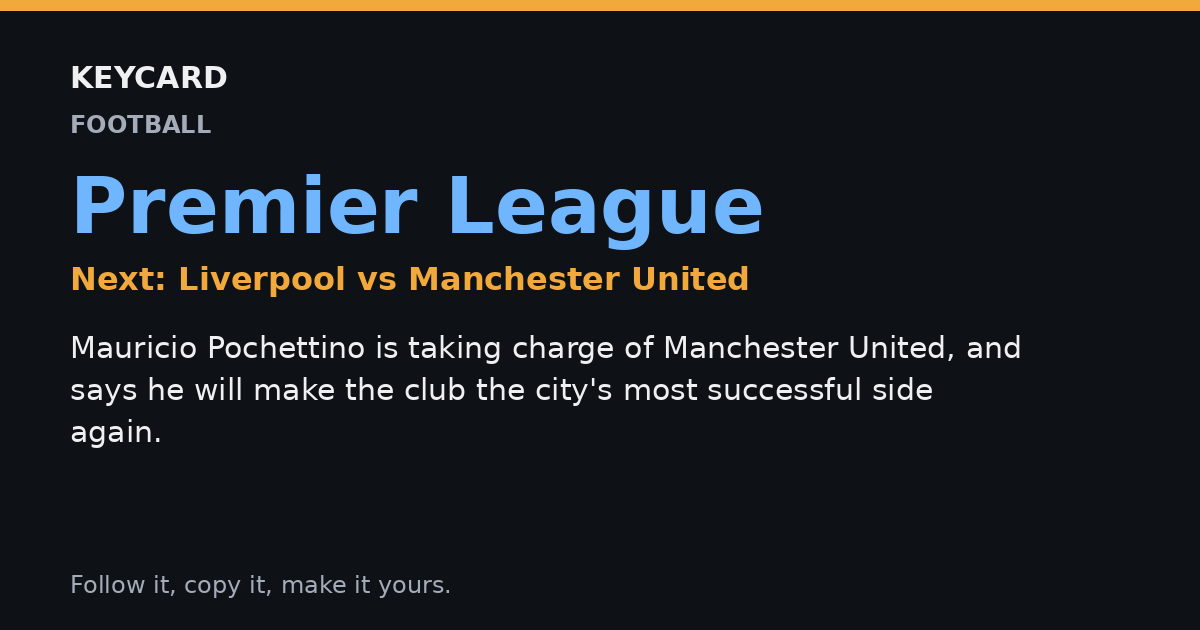 KEYCARD
FOOTBALL
Premier League
Next: Liverpool vs Manchester United
Mauricio Pochettino is taking charge of Manchester United, and
says he will make the club the city's most successful side
again.
Follow it, copy it, make it yours.